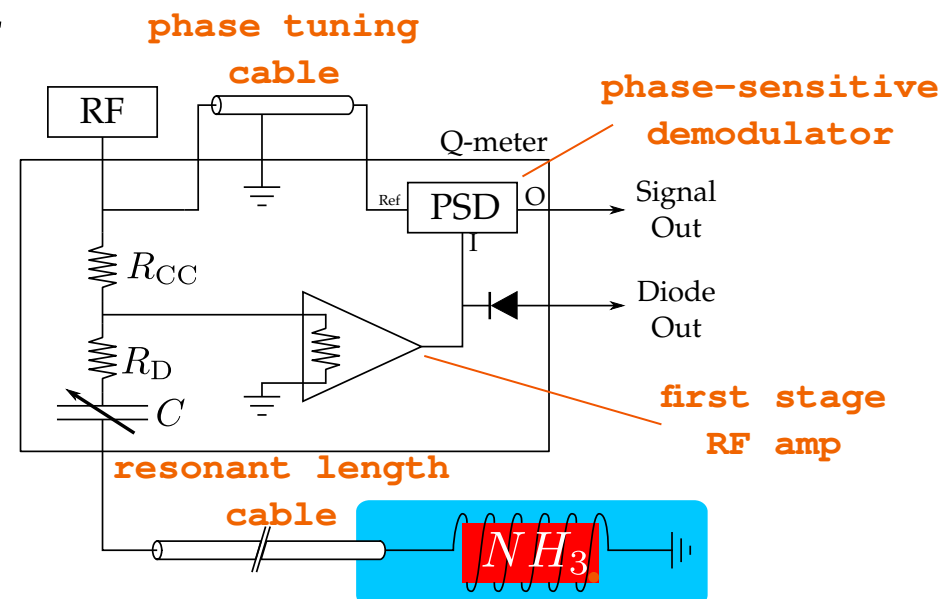 phase tuning
cable
phase-sensitive
demodulator
RF
Q-meter
Ref
PSD
O
I
Signal
Out
R_CC
Diode
Out
R_D
C
first stage
RF amp
resonant length
cable
NH_3